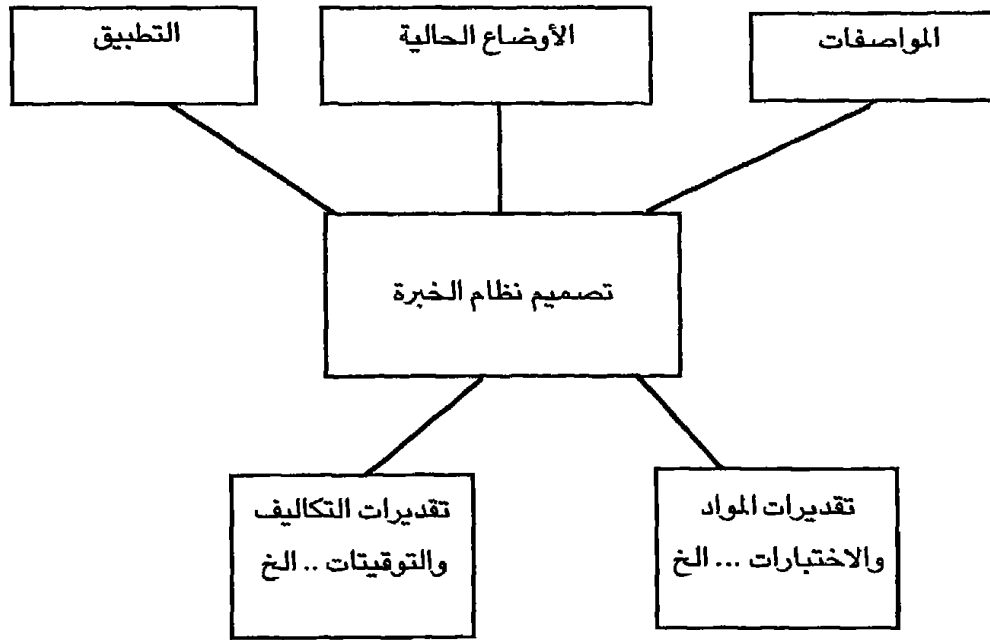 المواصفات
الأوضاع الحالية
التطبيق
تصميم نظام الخبرة
تقديرات المواد
والاختبارات ... الخ
تقديرات التكاليف
والتوقيتات .. الخ